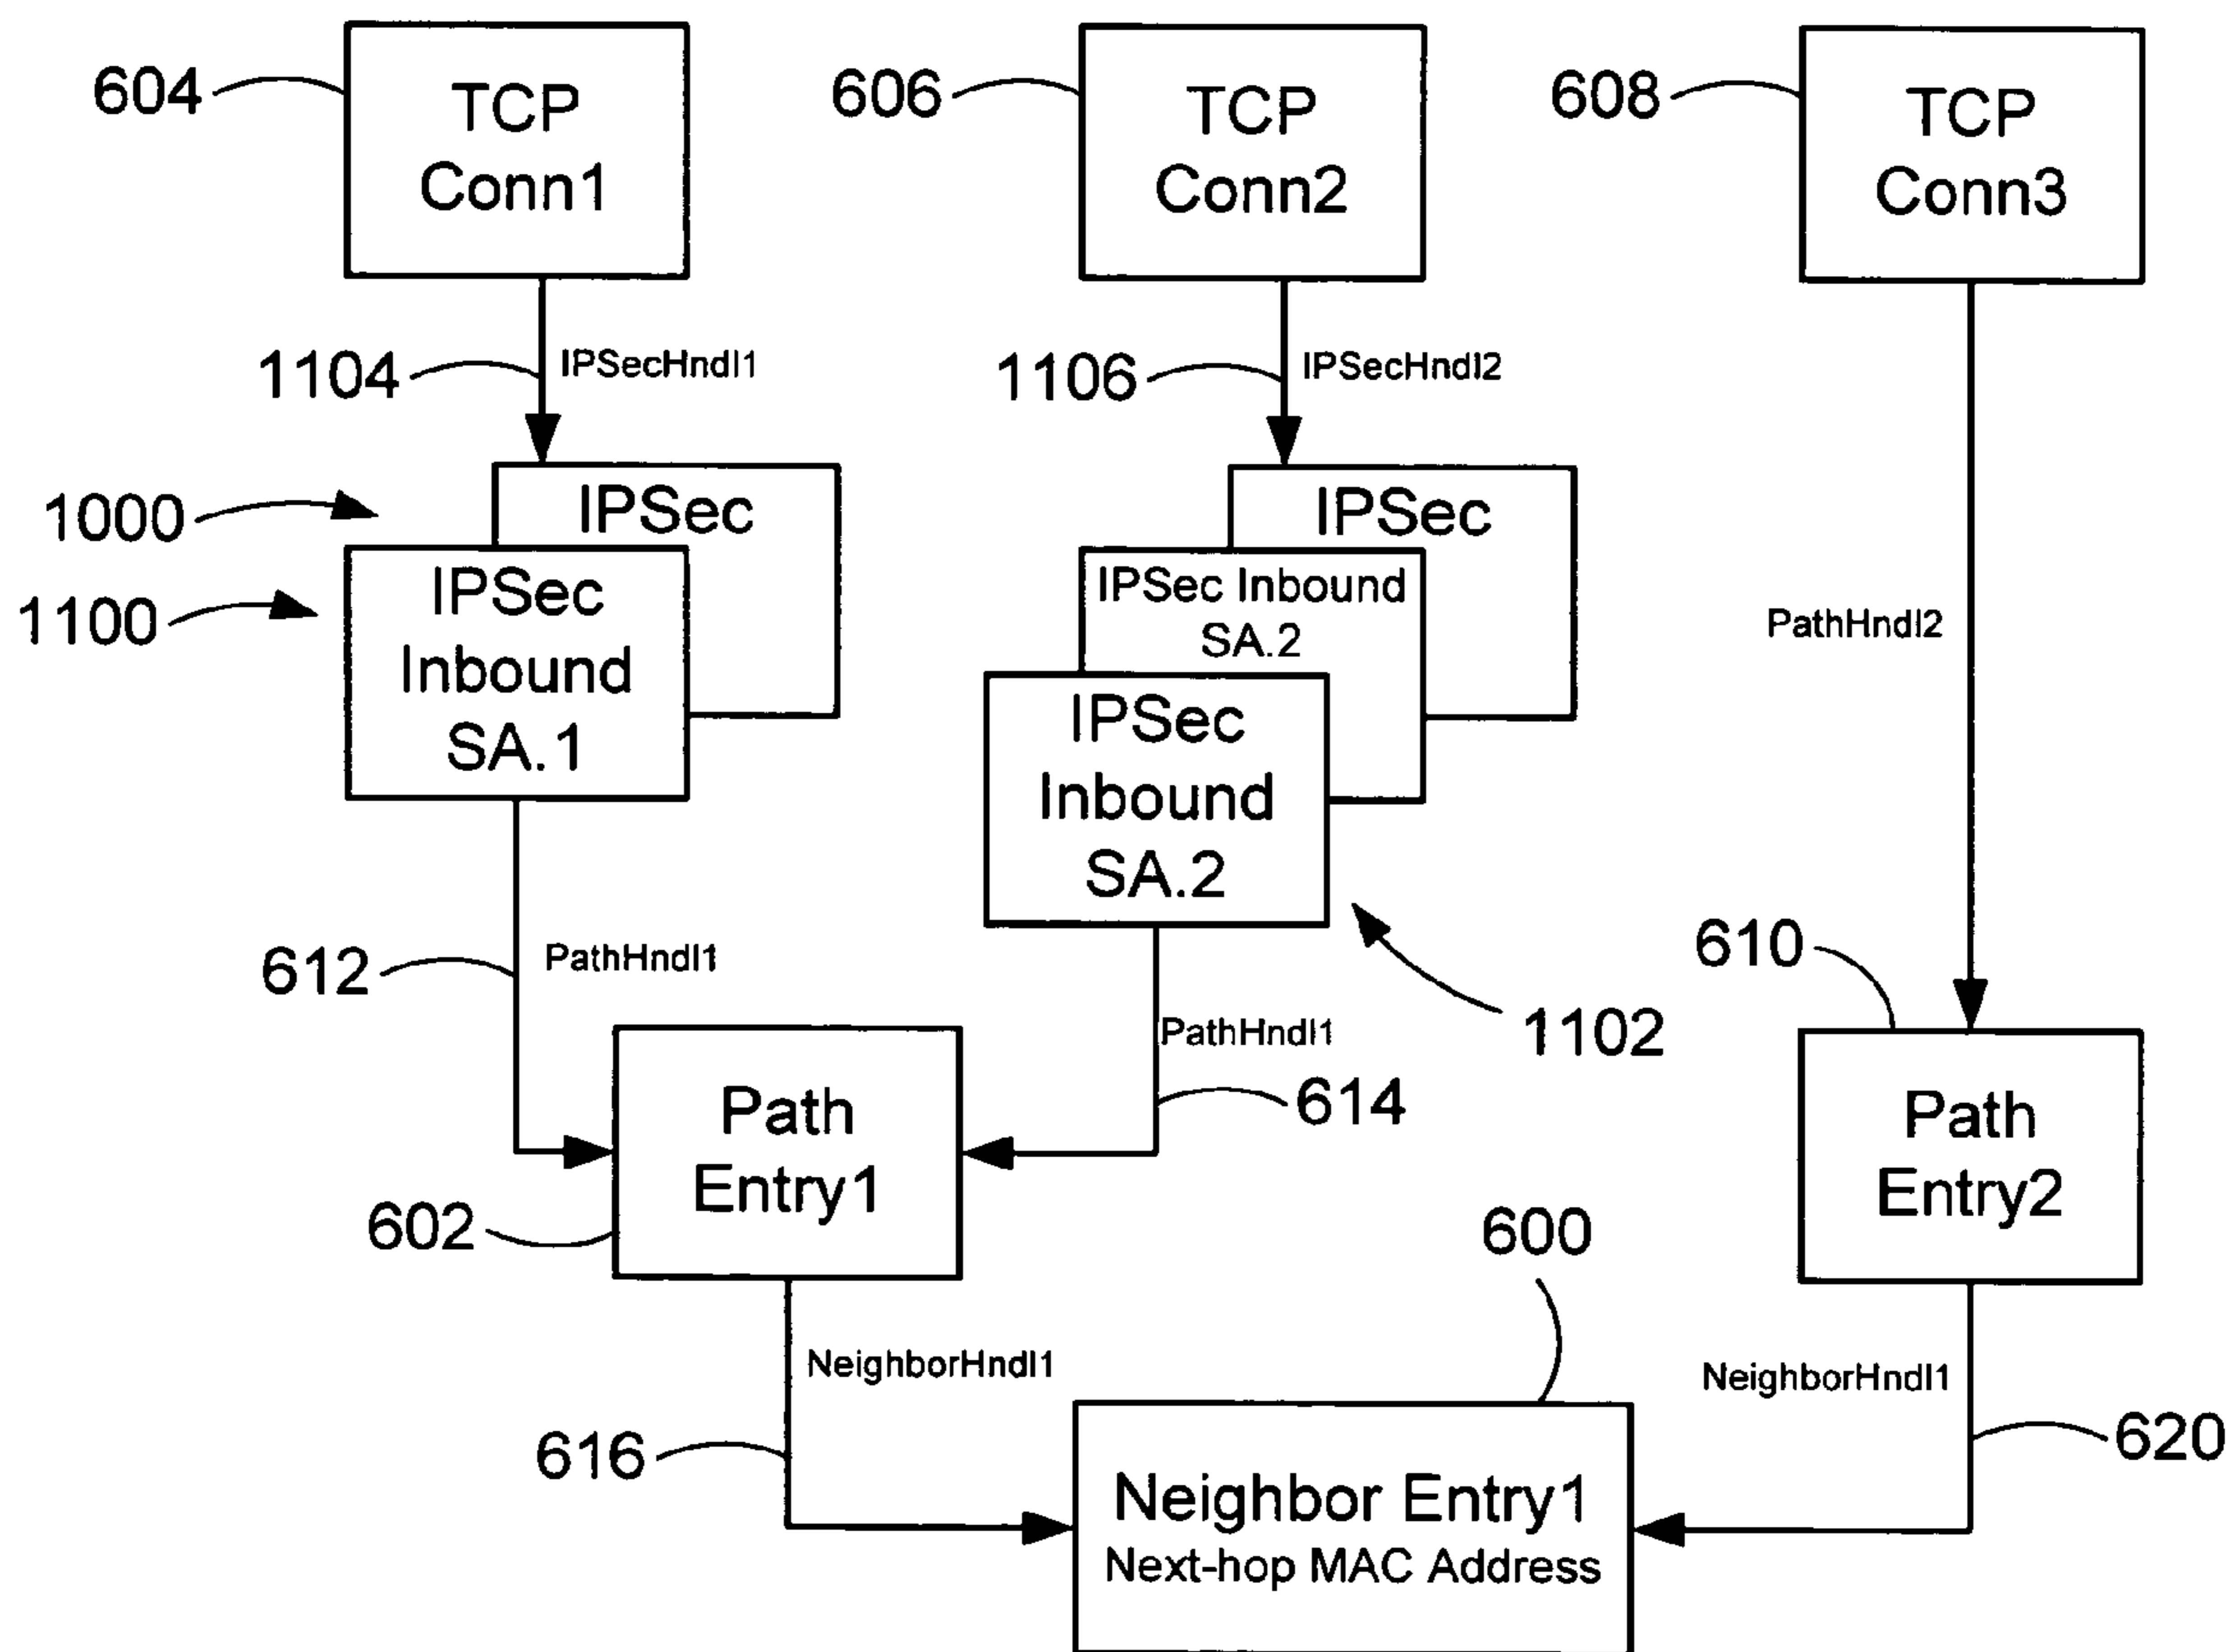 604
TCP
Conn1
606
TCP
Conn2
608
TCP
Conn3
1104
IPSecHndl1
1106
IPSecHndl2
1000
IPSec
1100
IPSec
Inbound
SA.1
IPSec
IPSec Inbound
SA.2
IPSec
Inbound
SA.2
PathHndl2
612
PathHndl1
PathHndl1
614
1102
610
Path
Entry1
602
Path
Entry2
600
NeighborHndl1
616
NeighborHndl1
620
Neighbor Entry1
Next-hop MAC Address